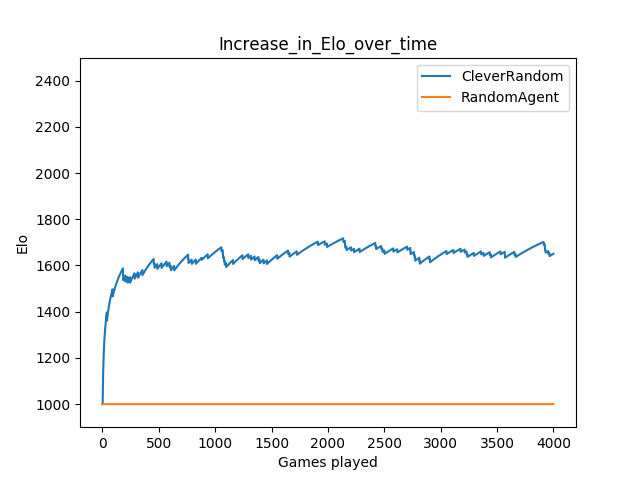 Increase_in_Elo_over_time
CleverRandom
RandomAgent
2400
2200
2000
1800
1600
1400
1200
1000
Elo
0 500 1000 1500 2000 2500 3000 3500 4000
Games played